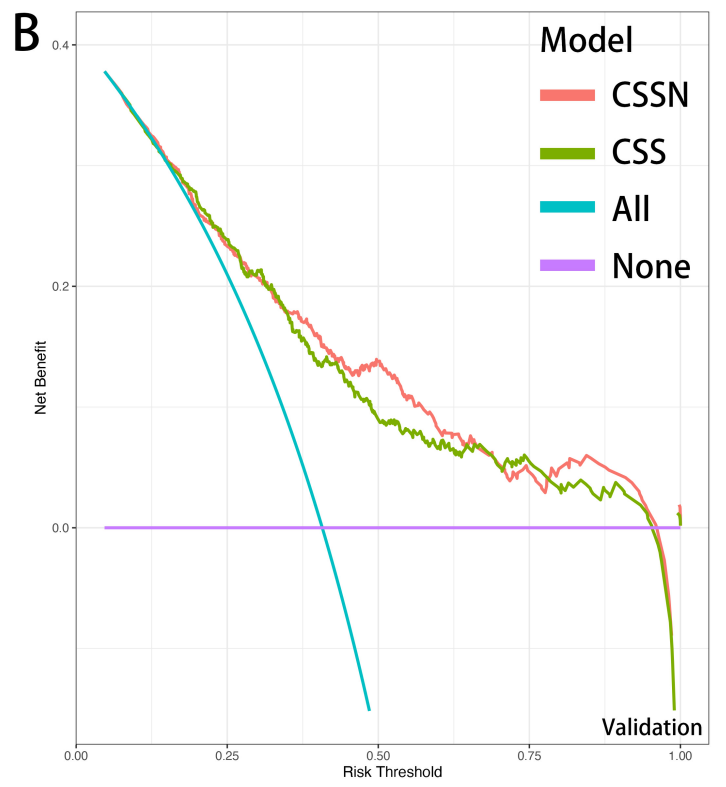 B
Model
CSSN
CSS
All
None
0.4
0.2
0.0
Net Benefit
Validation
0.00 0.25 0.50 0.75 1.00
Risk Threshold